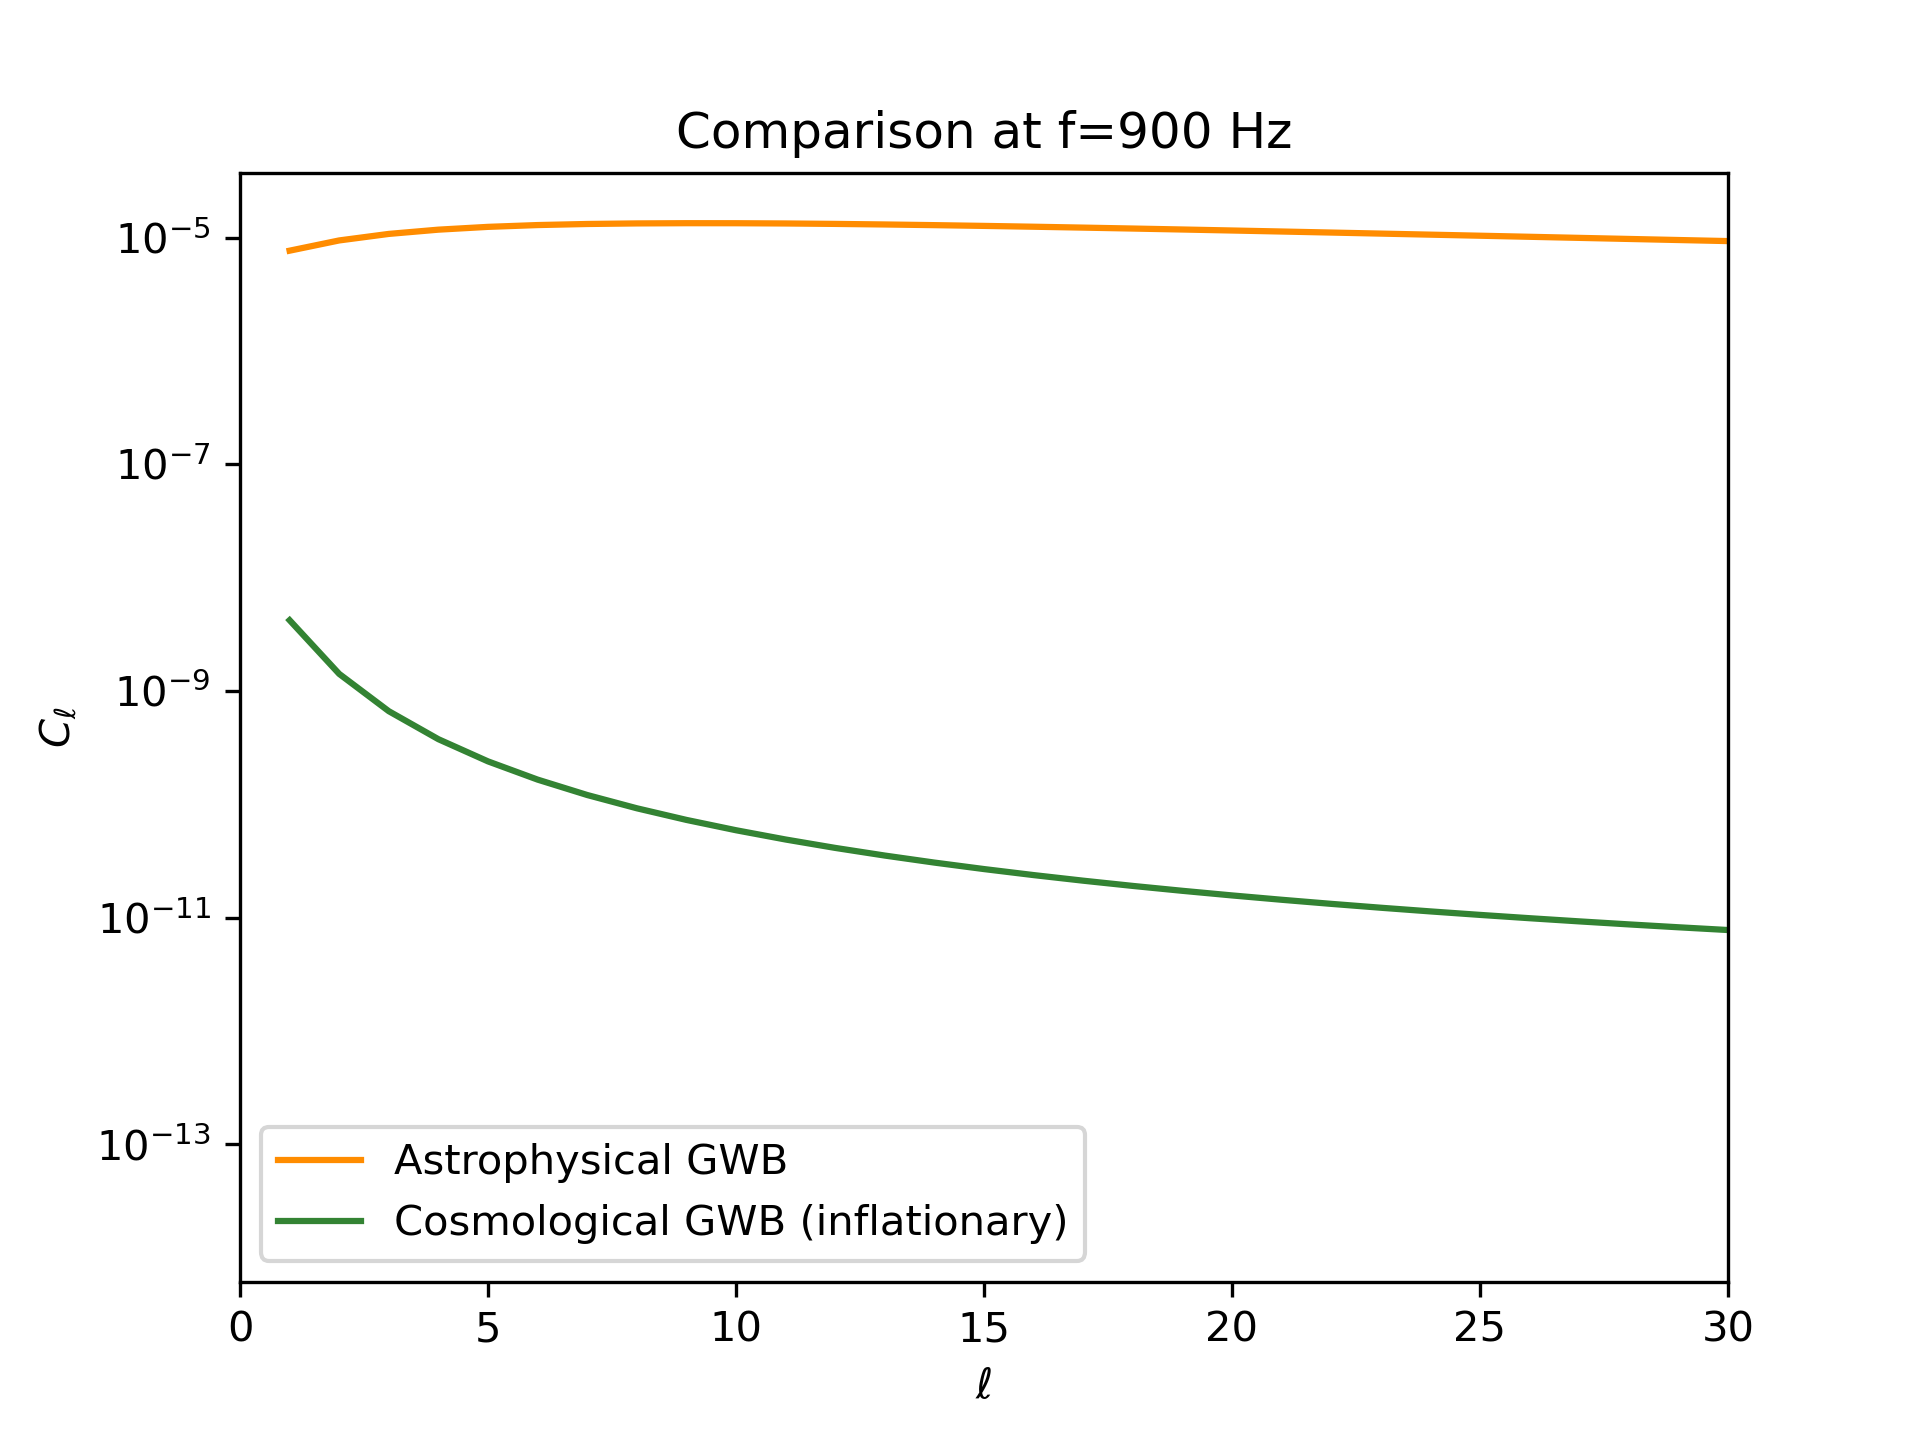 Comparison at f=900 Hz
10⁻⁵
10⁻⁷
10⁻⁹
10⁻¹¹
10⁻¹³
C_ℓ
Astrophysical GWB
Cosmological GWB (inflationary)
0 5 10 15 20 25 30
ℓ